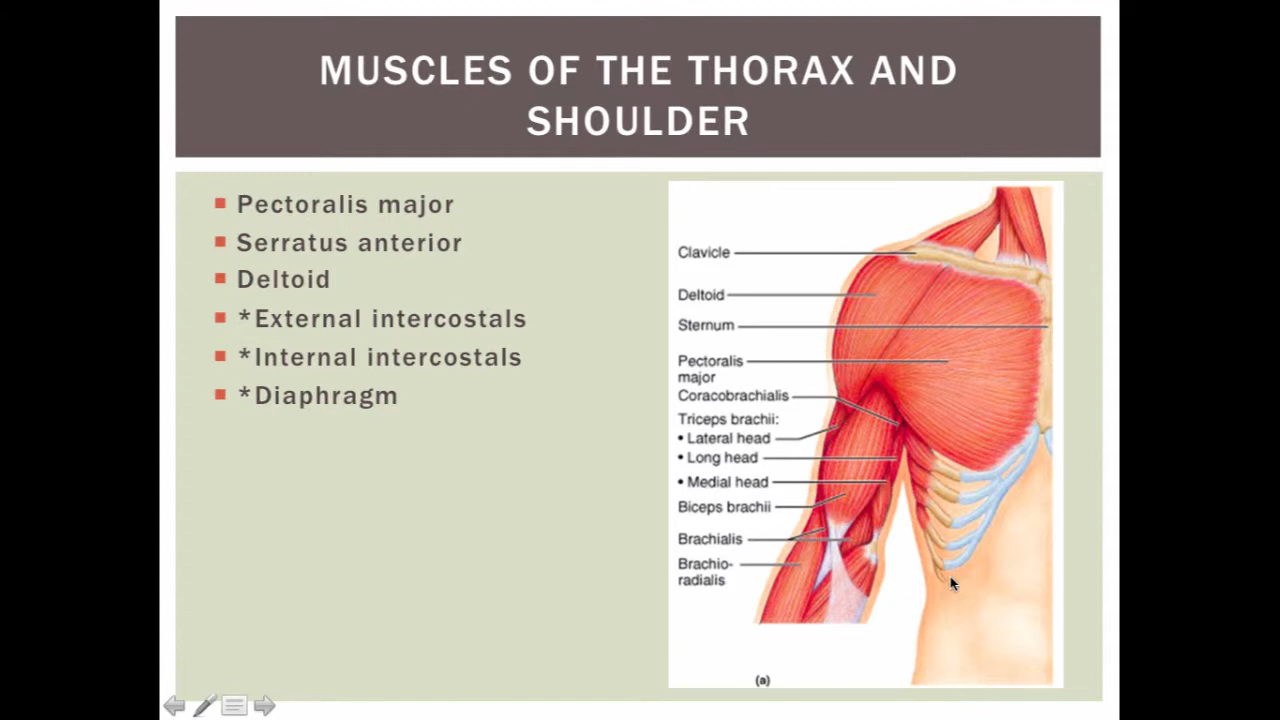 MUSCLES OF THE THORAX AND
SHOULDER
Pectoralis major
Serratus anterior
Deltoid
*External intercostals
*Internal intercostals
*Diaphragm
Clavicle
Deltoid
Sternum
Pectoralis
major
Coracobrachialis
Triceps brachii:
• Lateral head
• Long head
• Medial head
Biceps brachii
Brachialis
Brachio-
radialis
(a)